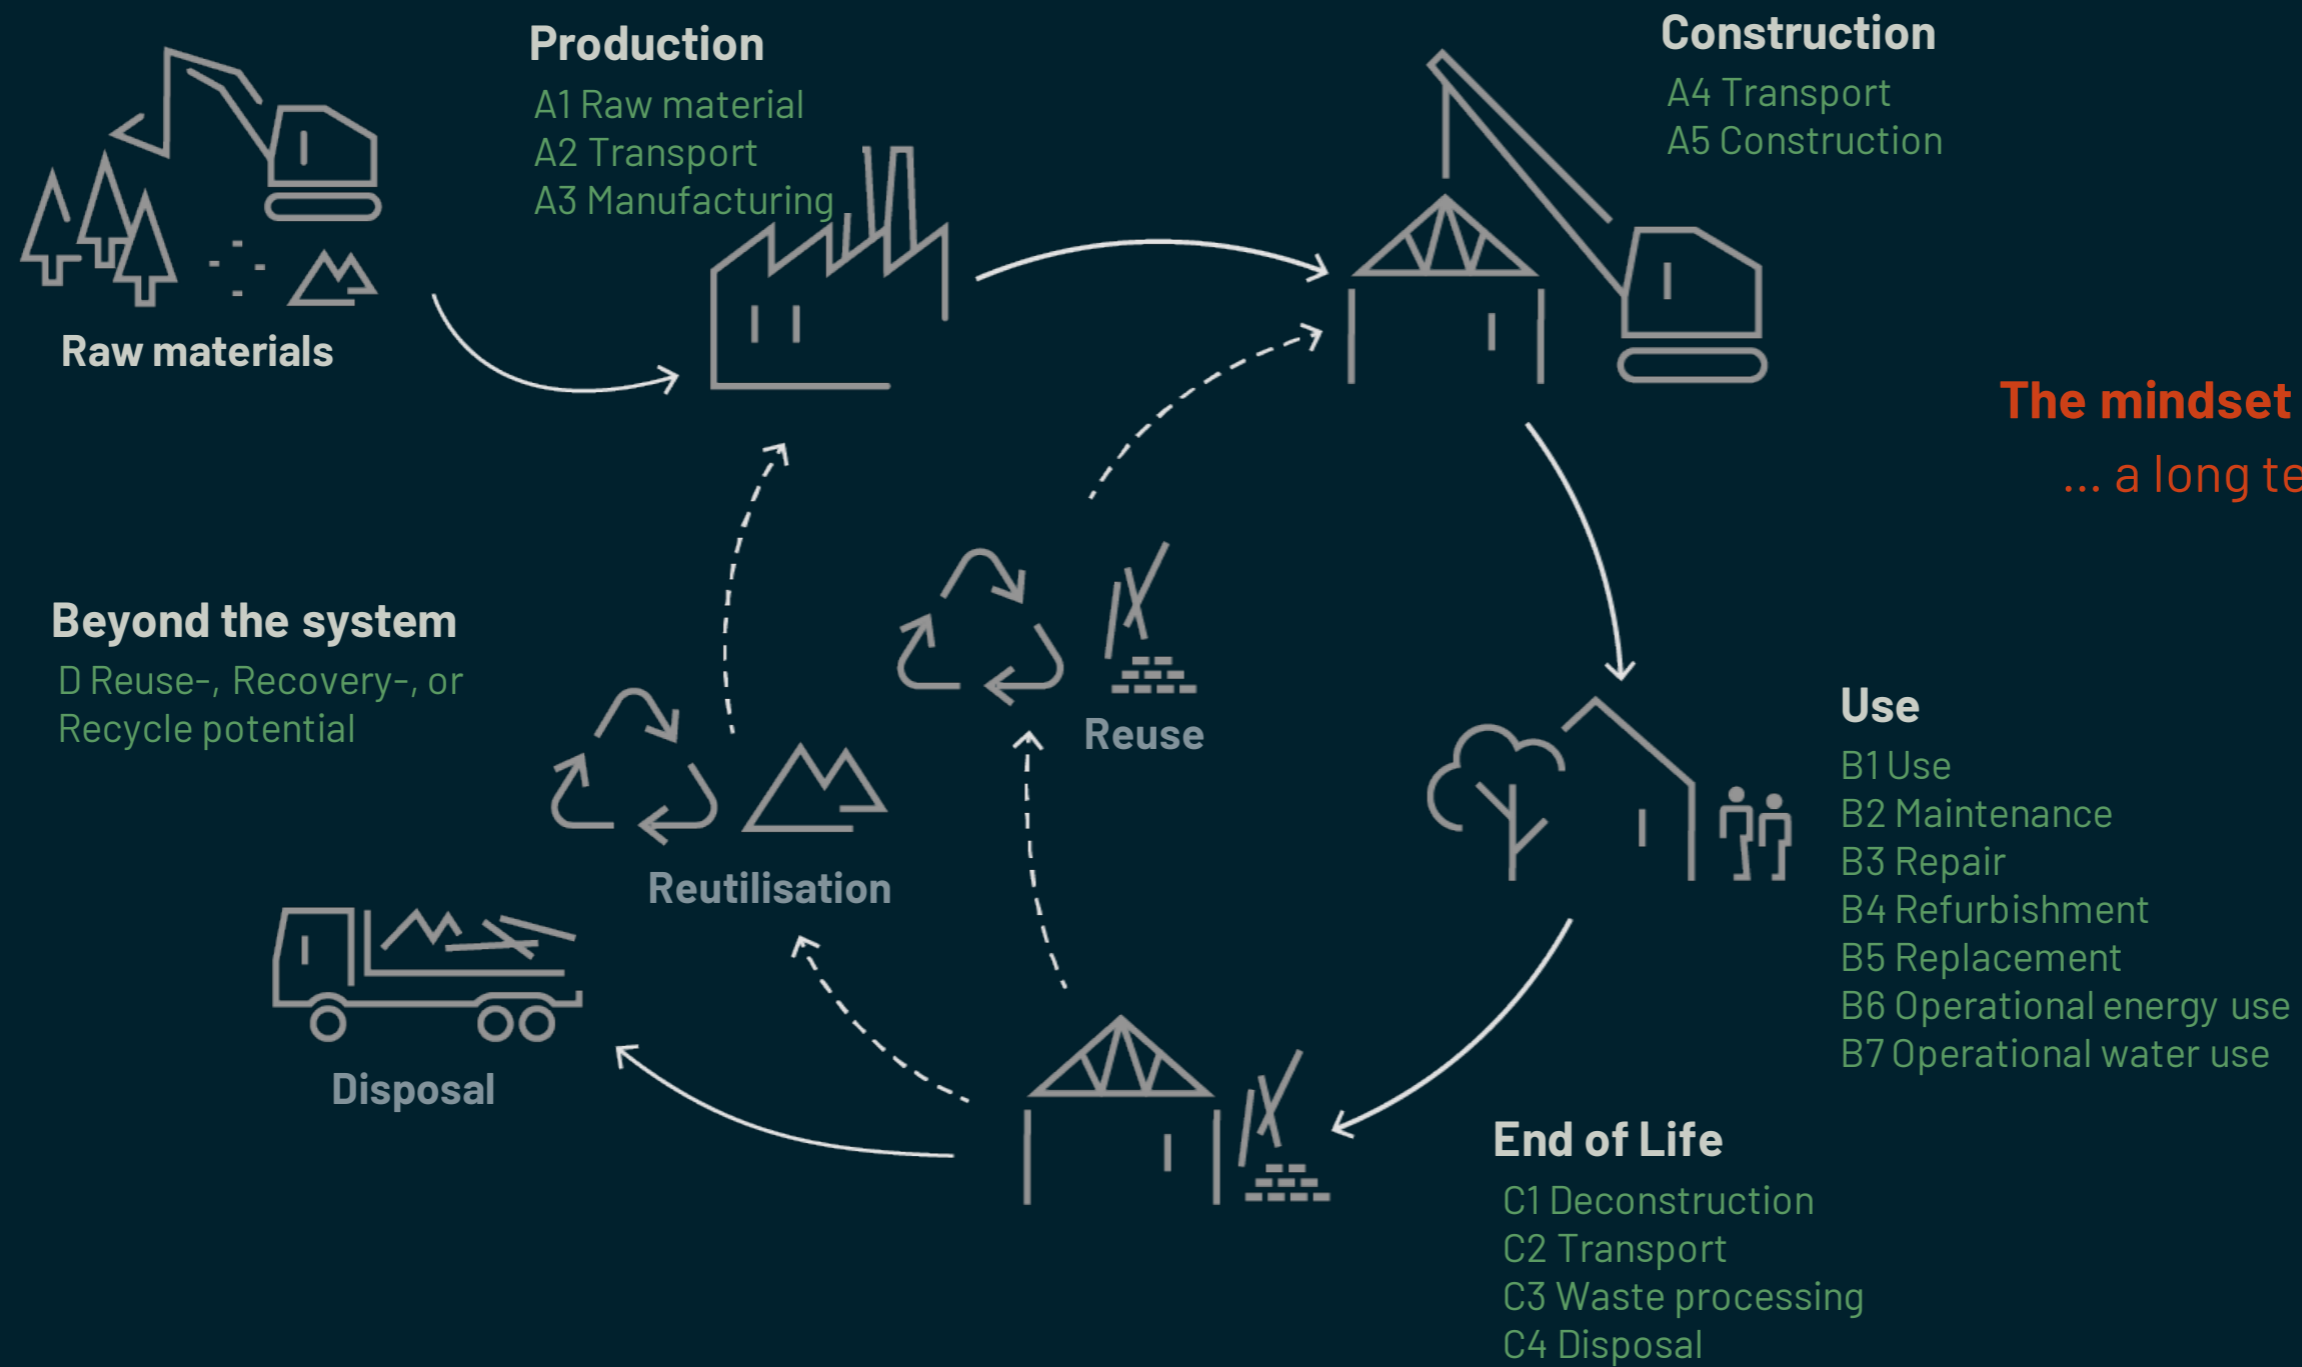 Production
A1 Raw material
A2 Transport
A3 Manufacturing
Construction
A4 Transport
A5 Construction
Raw materials
The mindset
... a long
Beyond the system
D Reuse-, Recovery-, or
Recycle potential
Reuse
Use
B1 Use
B2 Maintenance
B3 Repair
B4 Refurbishment
B5 Replacement
B6 Operational energy use
B7 Operational water use
Reutilisation
Disposal
End of Life
C1 Deconstruction
C2 Transport
C3 Waste processing
C4 Disposal